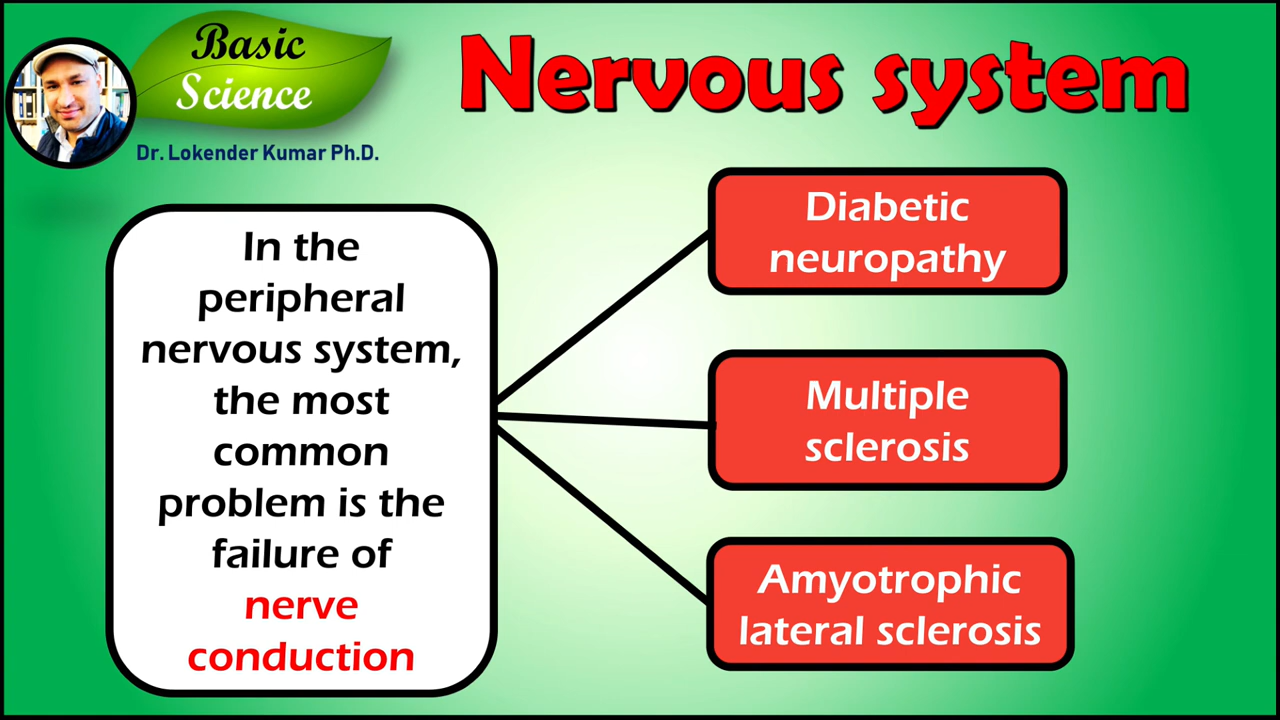 Basic
Science
Dr. Lokender Kumar Ph.D.
Nervous system
In the
peripheral
nervous system,
the most
common
problem is the
failure of
nerve
conduction
Diabetic
neuropathy
Multiple
sclerosis
Amyotrophic
lateral sclerosis